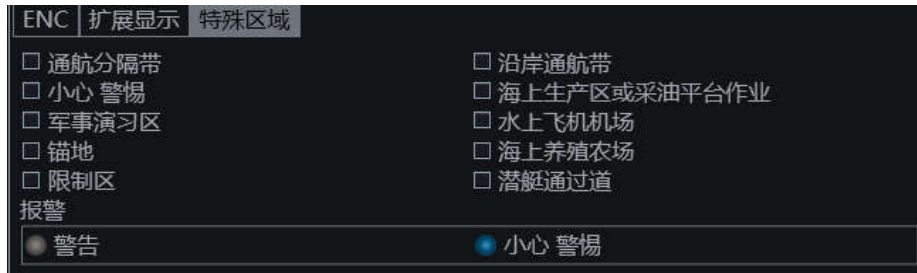 ENC 扩展显示 特殊区域
通航分隔带 沿岸通航带
小心 警惕 海上生产区或采油平台作业
军事演习区 水上飞机机场
锚地 海上养殖农场
限制区 潜艇通过道
报警
警告 小心 警惕